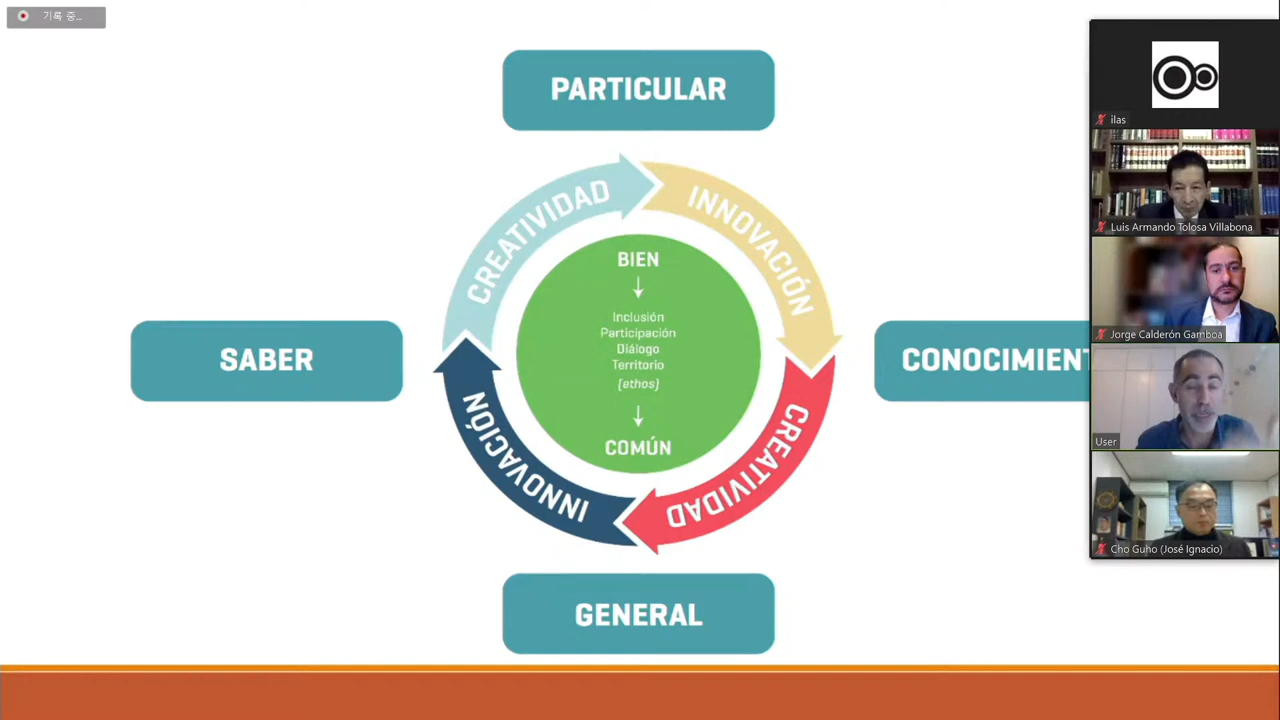 기록 중...
PARTICULAR
CREATIVIDAD
INNOVACIÓN
BIEN
Inclusión
Participación
Diálogo
Territorio
(ethos)
COMÚN
SABER
CONOCIMIENT
INNOVACIÓN
CREATIVIDAD
GENERAL
ilas
Luis Armando Tolosa Villabona
Jorge Calderón Gamboa
User
Cho Guho (José Ignacio)